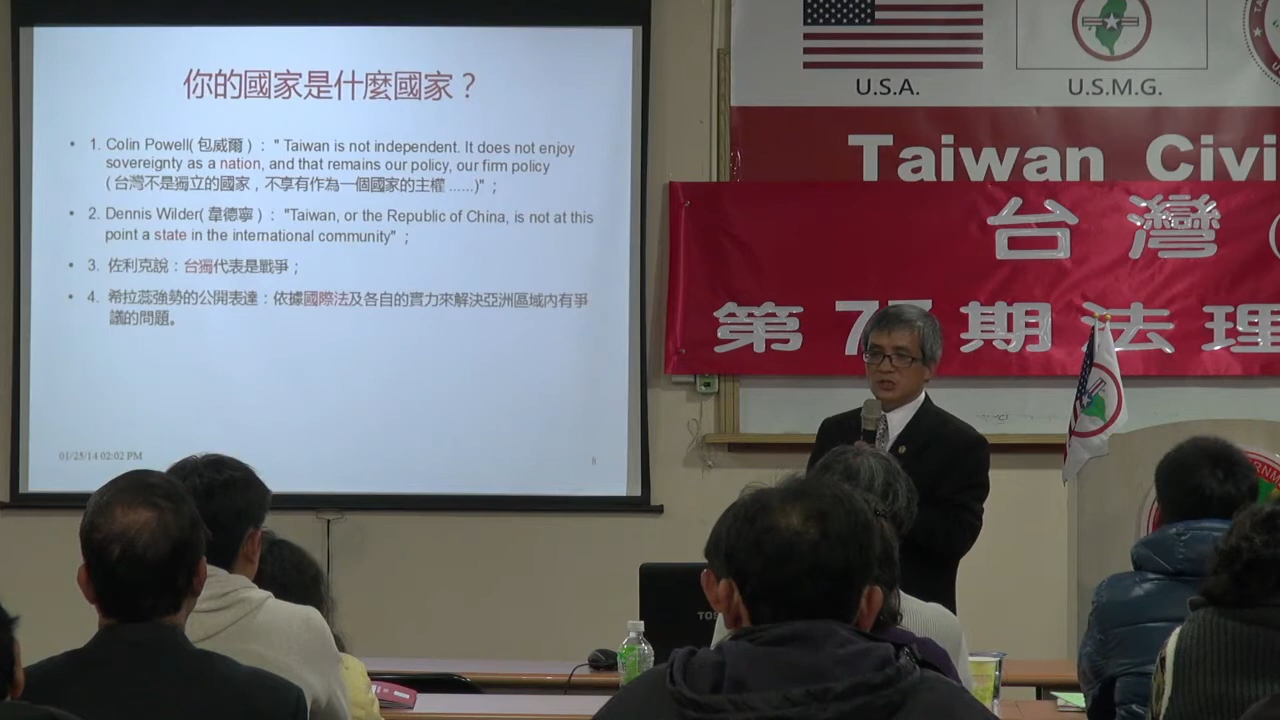 你的國家是什麼國家？
• 1. Colin Powell( 包威爾 ) ： " Taiwan is not independent. It does not enjoy
sovereignty as a nation, and that remains our policy, our firm policy
( 台灣不是獨立的國家，不享有作為一個國家的主權 ......)" ；
• 2. Dennis Wilder( 韋德寧 ) ： "Taiwan, or the Republic of China, is not at this
point a state in the international community" ；
• 3. 佐利克說：台獨代表是戰爭；
• 4. 希拉蕊強勢的公開表達：依據國際法及各自的實力來解決亞洲區域內有爭
議的問題。
01/25/14 02:02 PM
U.S.A.
U.S.M.G.
Taiwan Civi
台灣
第7 期法理
TOS